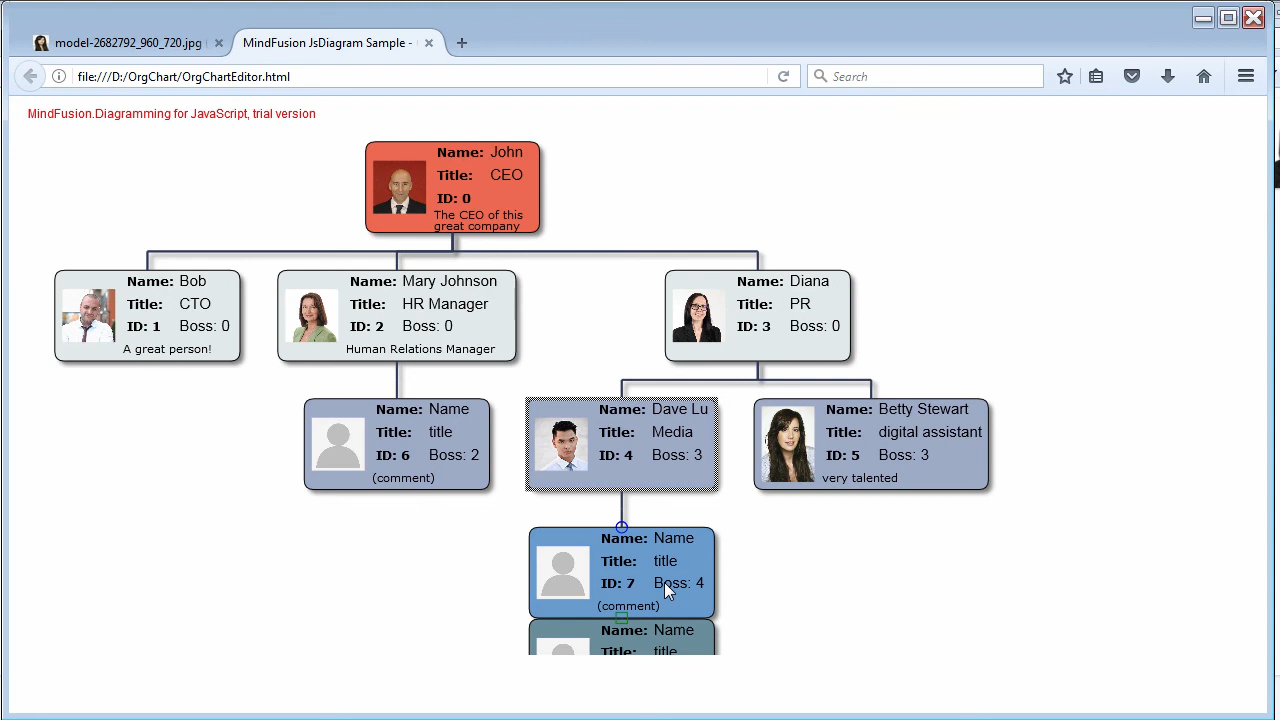 model-2682792_960_720.jpg
MindFusion JsDiagram Sample -
file:///D:/OrgChart/OrgChartEditor.html
Search
MindFusion.Diagramming for JavaScript, trial version
Name: John
Title: CEO
ID: 0
The CEO of this
great company
Name: Bob
Title: CTO
ID: 1 Boss: 0
A great person!
Name: Mary Johnson
Title: HR Manager
ID: 2 Boss: 0
Human Relations Manager
Name: Diana
Title: PR
ID: 3 Boss: 0
Name: Name
Title: title
ID: 6 Boss: 2
(comment)
Name: Dave Lu
Title: Media
ID: 4 Boss: 3
Name: Betty Stewart
Title: digital assistant
ID: 5 Boss: 3
very talented
Name: Name
Title: title
ID: 7 Boss: 4
(comment)
Name: Name
Title: title